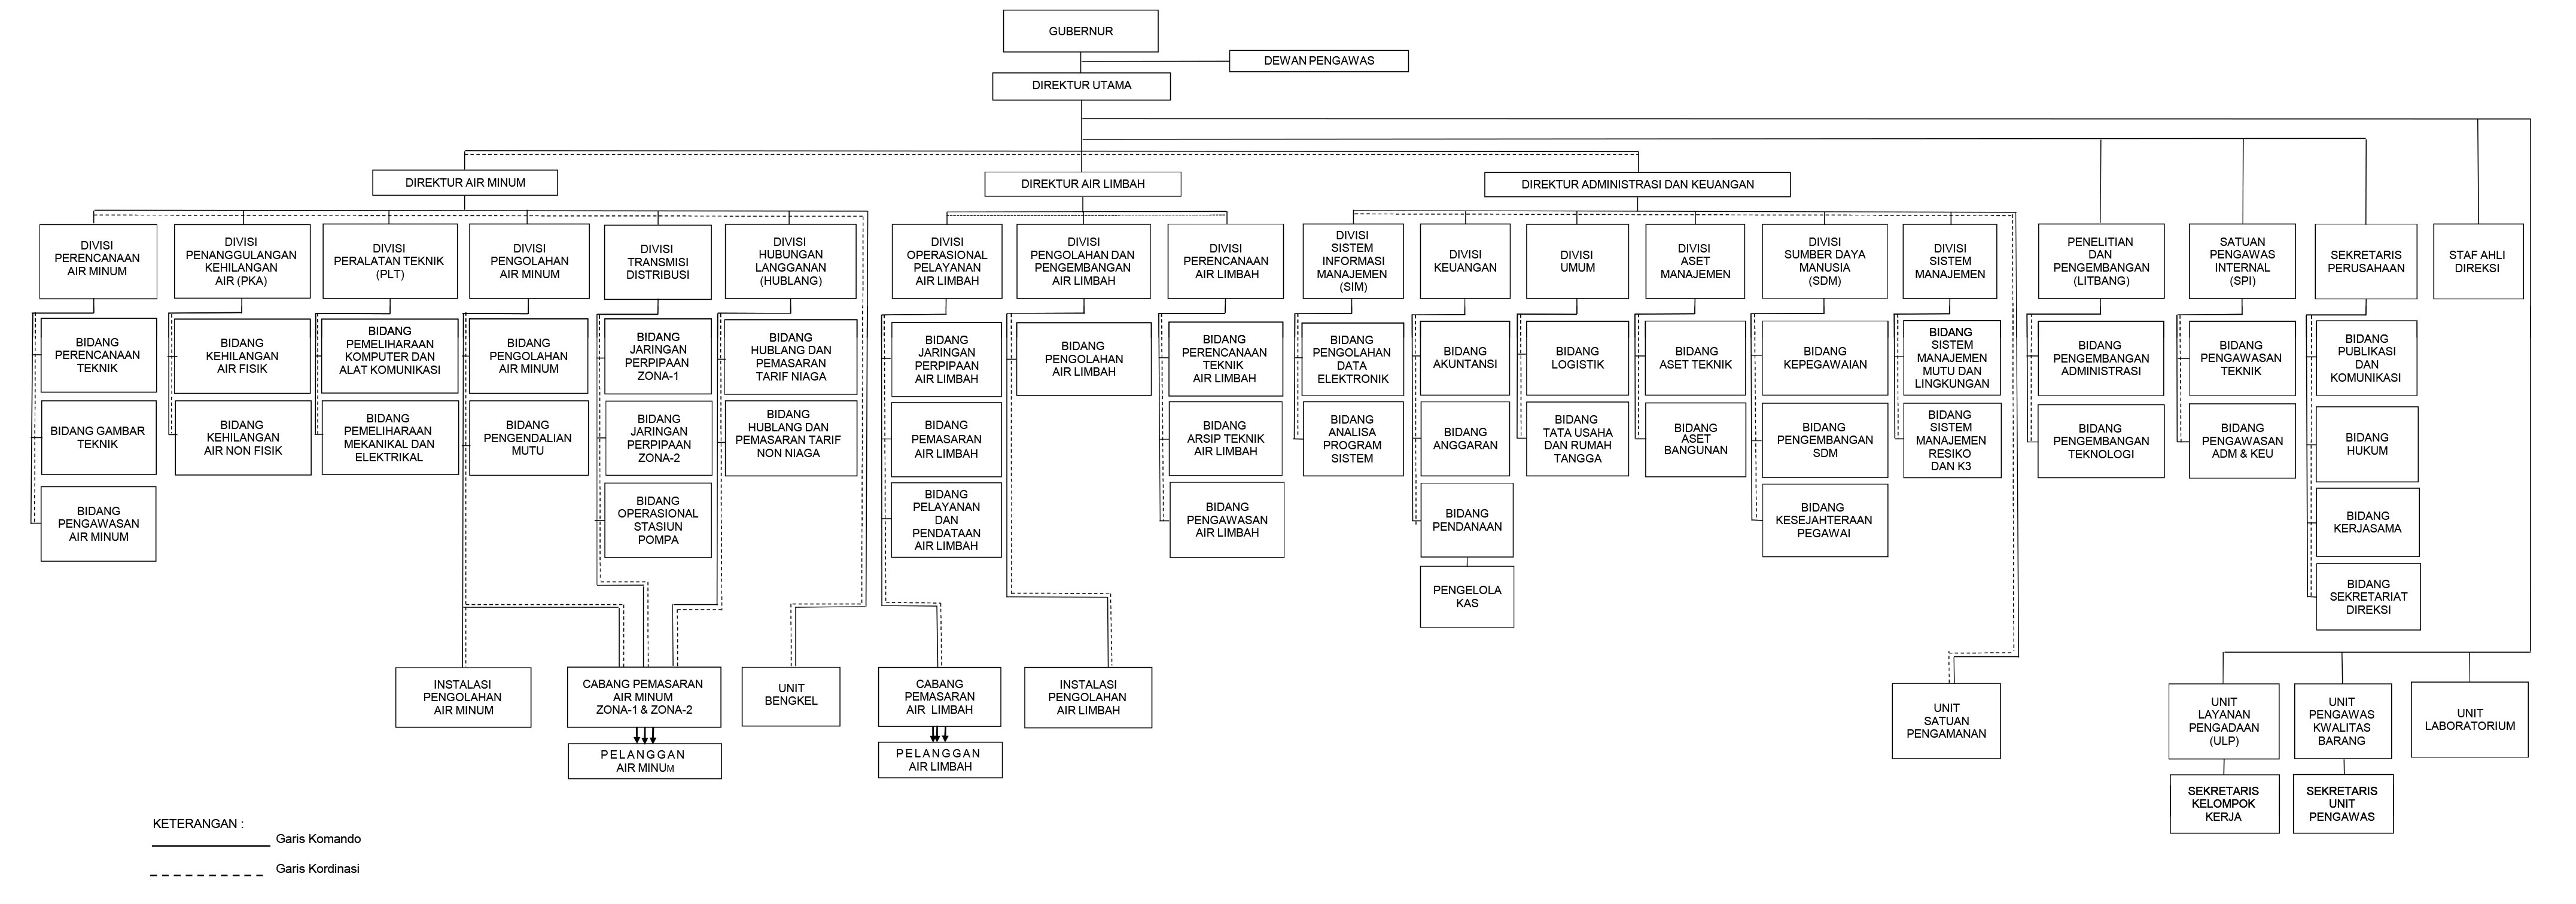 GUBERNUR
DEWAN PENGAWAS
DIREKTUR UTAMA
DIREKTUR AIR MINUM
DIREKTUR AIR LIMBAH
DIREKTUR ADMINISTRASI DAN KEUANGAN
DIVISI
PERENCANAAN
AIR MINUM
DIVISI
PENANGGULANGAN
KEHILANGAN
AIR (PKA)
DIVISI
PERALATAN TEKNIK
(PLT)
DIVISI
PENGOLAHAN
AIR MINUM
DIVISI
TRANSMISI
DISTRIBUSI
DIVISI
HUBUNGAN
LANGGANAN
(HUBLANG)
DIVISI
OPERASIONAL
PELAYANAN
AIR LIMBAH
DIVISI
PENGOLAHAN DAN
PENGEMBANGAN
AIR LIMBAH
DIVISI
PERENCANAAN
AIR LIMBAH
DIVISI
SISTEM
INFORMASI
MANAJEMEN
(SIM)
DIVISI
KEUANGAN
DIVISI
UMUM
DIVISI
ASET
MANAJEMEN
DIVISI
SUMBER DAYA
MANUSIA
(SDM)
DIVISI
SISTEM
MANAJEMEN
PENELITIAN
DAN
PENGEMBANGAN
(LITBANG)
SATUAN
PENGAWAS
INTERNAL
(SPI)
SEKRETARIS
PERUSAHAAN
STAF AHLI
DIREKSI
BIDANG
PERENCANAAN
TEKNIK
BIDANG
KEHILANGAN
AIR FISIK
BIDANG
PEMELIHARAAN
KOMPUTER DAN
ALAT KOMUNIKASI
BIDANG
PENGOLAHAN
AIR MINUM
BIDANG
JARINGAN
PERPIPAAN
ZONA-1
BIDANG
HUBLANG DAN
PEMASARAN
TARIF NIAGA
BIDANG
JARINGAN
PERPIPAAN
AIR LIMBAH
BIDANG
PENGOLAHAN
AIR LIMBAH
BIDANG
PERENCANAAN
TEKNIK
AIR LIMBAH
BIDANG
PENGOLAHAN
DATA
ELEKTRONIK
BIDANG
AKUNTANSI
BIDANG
LOGISTIK
BIDANG
ASET TEKNIK
BIDANG
KEPEGAWAIAN
BIDANG
SISTEM
MANAJEMEN
MUTU DAN
LINGKUNGAN
BIDANG
PENGEMBANGAN
ADMINISTRASI
BIDANG
PENGAWASAN
TEKNIK
BIDANG
PUBLIKASI
DAN
KOMUNIKASI
BIDANG GAMBAR
TEKNIK
BIDANG
KEHILANGAN
AIR NON FISIK
BIDANG
PEMELIHARAAN
MEKANIKAL DAN
ELEKTRIKAL
BIDANG
PENGENDALIAN
MUTU
BIDANG
JARINGAN
PERPIPAAN
ZONA-2
BIDANG
HUBLANG DAN
PEMASARAN TARIF
NON NIAGA
BIDANG
PEMASARAN
AIR LIMBAH
BIDANG
ARSIP TEKNIK
AIR LIMBAH
BIDANG
ANALISA
PROGRAM
SISTEM
BIDANG
ANGGARAN
BIDANG
TATA USAHA
DAN RUMAH
TANGGA
BIDANG
ASET
BANGUNAN
BIDANG
PENGEMBANGAN
SDM
BIDANG
SISTEM
MANAJEMEN
RESIKO
DAN K3
BIDANG
PENGEMBANGAN
TEKNOLOGI
BIDANG
PENGAWASAN
ADM & KEU
BIDANG
HUKUM
BIDANG
PENGAWASAN
AIR MINUM
BIDANG
OPERASIONAL
STASIUN
POMPA
BIDANG
PELAYANAN
DAN
PENDATAAN
AIR LIMBAH
BIDANG
PENGAWASAN
AIR LIMBAH
BIDANG
PENDANAAN
BIDANG
KESEJAHTERAAN
PEGAWAI
BIDANG
KERJASAMA
PENGELOLA
KAS
BIDANG
SEKRETARIAT
DIREKSI
INSTALASI
PENGOLAHAN
AIR MINUM
CABANG PEMASARAN
AIR MINUM
ZONA-1 & ZONA-2
UNIT
BENGKEL
CABANG
PEMASARAN
AIR LIMBAH
INSTALASI
PENGOLAHAN
AIR LIMBAH
UNIT
SATUAN
PENGAMANAN
UNIT
LAYANAN
PENGADAAN
(ULP)
UNIT
PENGAWAS
KWALITAS
BARANG
UNIT
LABORATORIUM
PELANGGAN
AIR MINUM
PELANGGAN
AIR LIMBAH
SEKRETARIS
KELOMPOK
KERJA
SEKRETARIS
UNIT
PENGAWAS
KETERANGAN :
Garis Komando
Garis Kordinasi